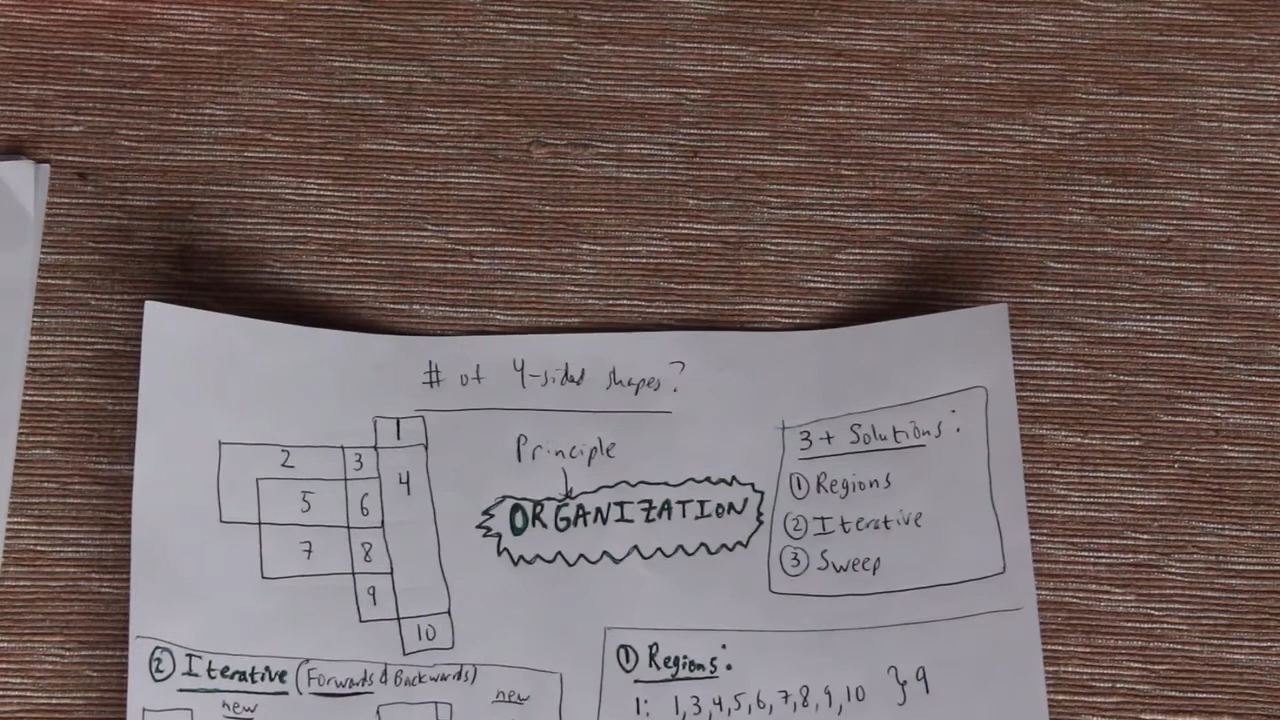 # of 4-sided shapes?
1
2 3
4
5 6
7 8
9
10
Principle
ORGANIZATION
3+ Solutions:
① Regions
② Iterative
③ Sweep
② Iterative (Forwards & Backwards)
new
new
① Regions:
1: 1,3,4,5,6,7,8,9,10 } 9